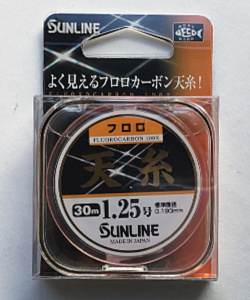 SUNLINE
よく見えるフロロカーボン天糸!
FLUOROCARBON
フロロ
FLUOROCARBON 100%
天糸
30m 1.25号
標準直径
0.190mm
SUNLINE
MADE IN JAPAN